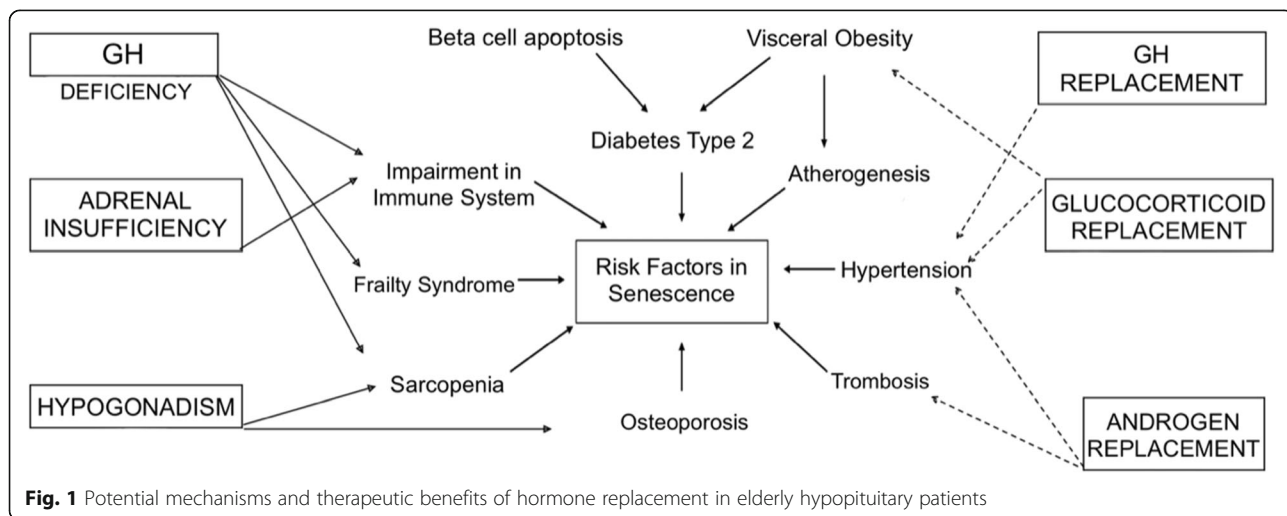 GH
DEFICIENCY
Beta cell apoptosis
Visceral Obesity
GH
REPLACEMENT
Diabetes Type 2
Impairment in
Immune System
Atherogenesis
ADRENAL
INSUFFICIENCY
GLUCOCORTICOID
REPLACEMENT
Frailty Syndrome
Risk Factors in
Senescence
Hypertension
Sarcopenia
Trombosis
HYPOGONADISM
Osteoporosis
ANDROGEN
REPLACEMENT
Fig. 1 Potential mechanisms and therapeutic benefits of hormone replacement in elderly hypopituitary patients